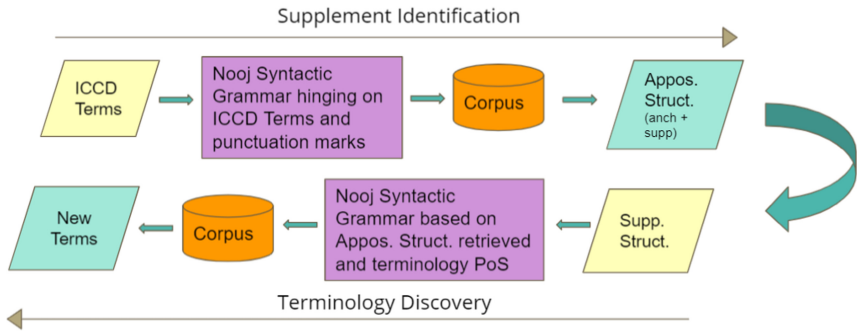 Supplement Identification
ICCD
Terms
Nooj Syntactic
Grammar hinging on
ICCD Terms and
punctuation marks
Corpus
Appos.
Struct.
(anch +
supp)
New
Terms
Corpus
Nooj Syntactic
Grammar based on
Appos. Struct. retrieved
and terminology PoS
Supp.
Struct.
Terminology Discovery